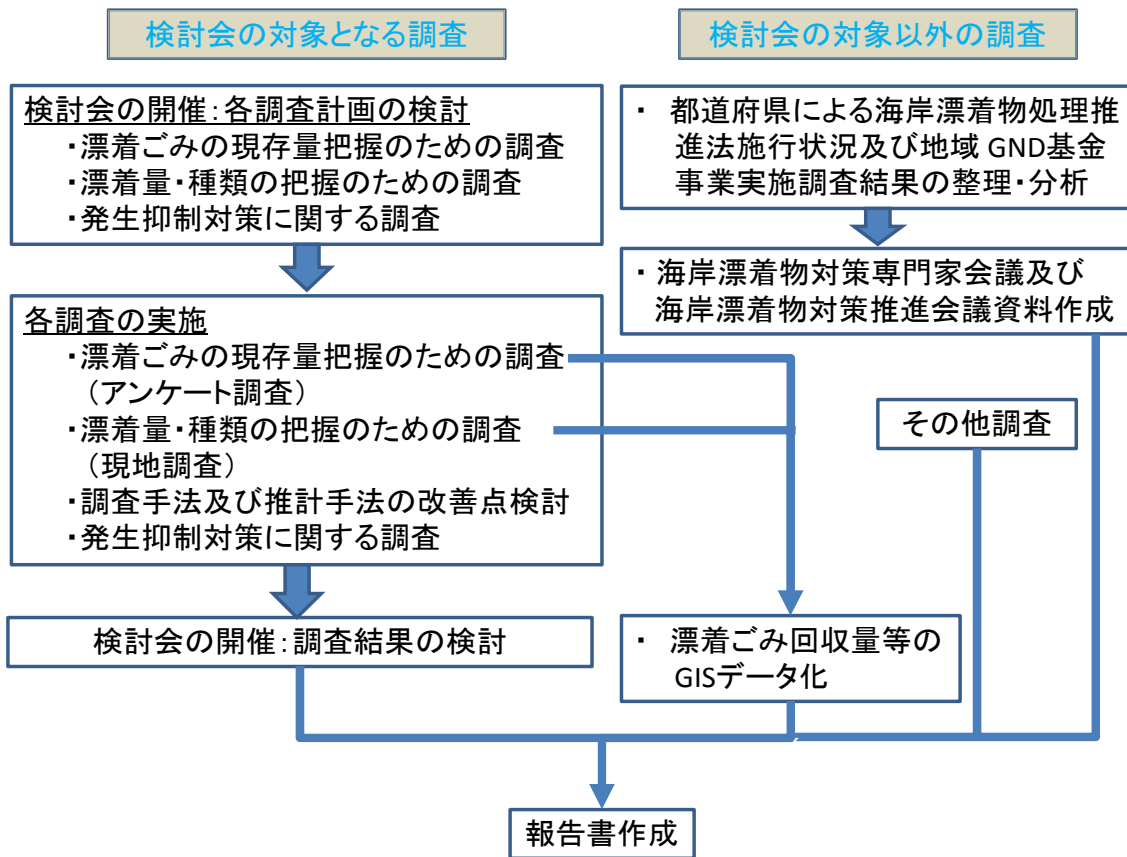 検討会の対象となる調査
検討会の開催：各調査計画の検討
・漂着ごみの現存量把握のための調査
・漂着量・種類の把握のための調査
・発生抑制対策に関する調査
各調査の実施
・漂着ごみの現存量把握のための調査
（アンケート調査）
・漂着量・種類の把握のための調査
（現地調査）
・調査手法及び推計手法の改善点検討
・発生抑制対策に関する調査
検討会の開催：調査結果の検討
検討会の対象以外の調査
・ 都道府県による海岸漂着物処理推
進法施行状況及び地域 GND基金
事業実施調査結果の整理・分析
・海岸漂着物対策専門家会議及び
海岸漂着物対策推進会議資料作成
その他調査
・ 漂着ごみ回収量等の
GISデータ化
報告書作成